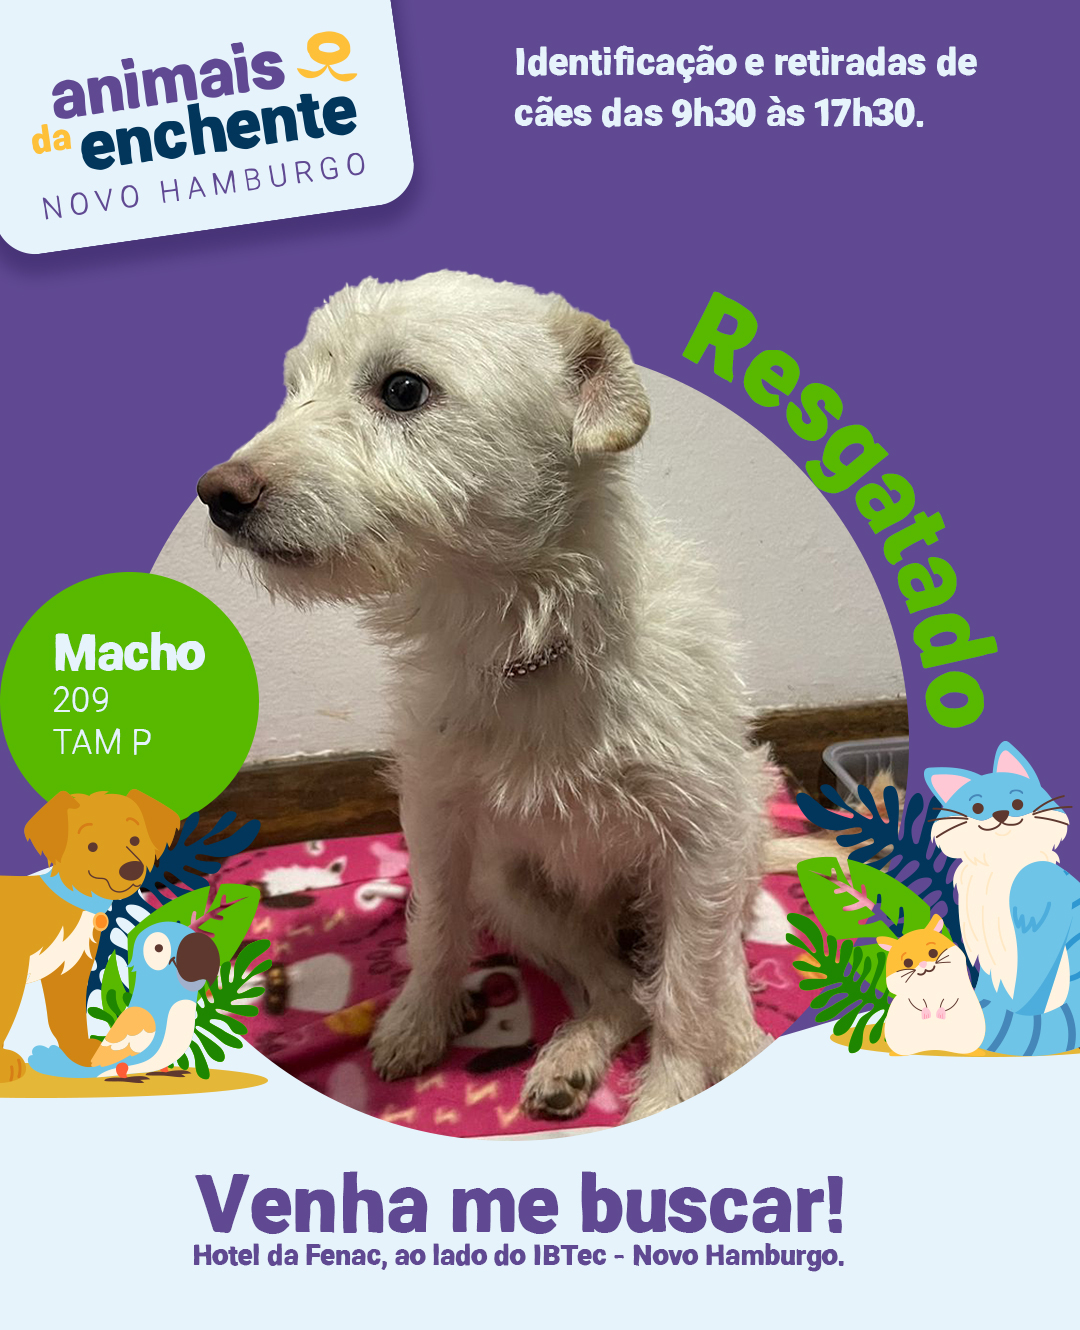 animais
da enchente
NOVO HAMBURGO
Identificação e retiradas de
cães das 9h30 às 17h30.
Resgatado
Macho
209
TAM P
Venha me buscar!
Hotel da Fenac, ao lado do IBTec - Novo Hamburgo.